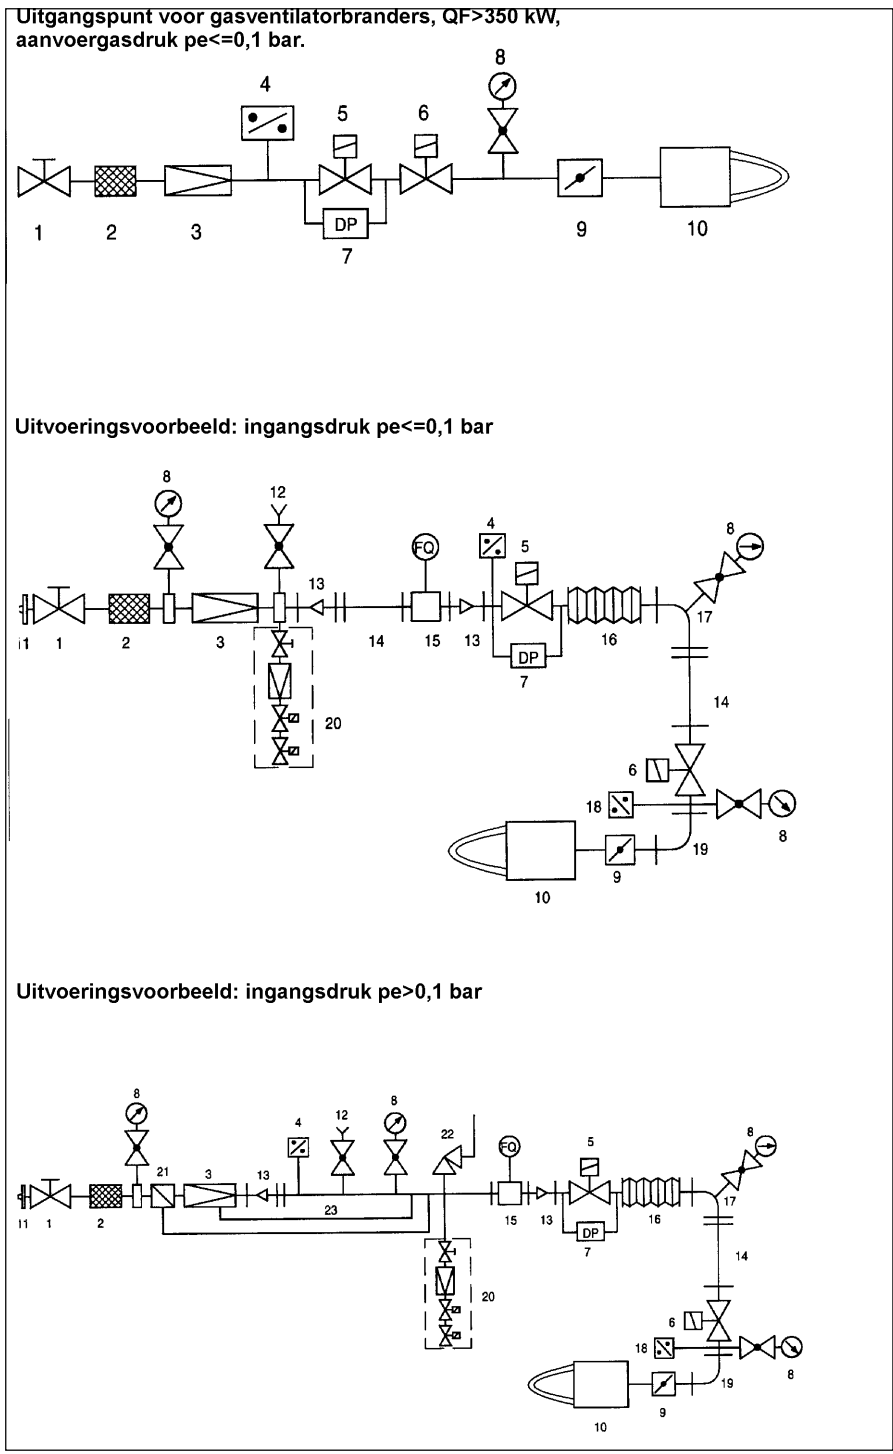 Uitgangspunt voor gasventilatorbranders, QF>350 kW,
aanvoergasdruk pe<=0,1 bar.
8
4
5 6
DP
1 2 3 9 10
7
Uitvoeringsvoorbeeld: ingangsdruk pe<=0,1 bar
8 12
4 8
FQ 5
13
17
1 2 3 14 15 13 16
DP
7
14
20
6
18
8
19
9
10
Uitvoeringsvoorbeeld: ingangsdruk pe>0,1 bar
8 8
4 12 22 FQ 5 8
21 3 13
17
11 1 2 23 15 13 16
DP
7
14
20
6
18
8
19
9
10